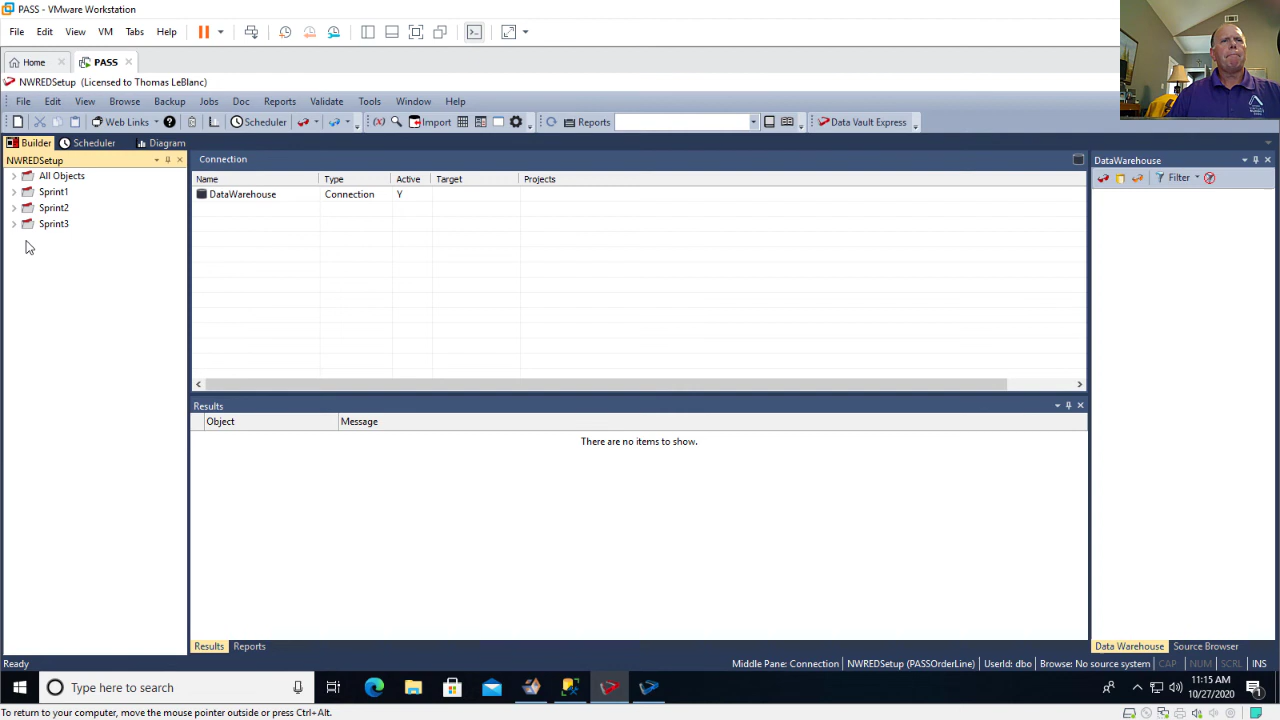 PASS - VMware Workstation
File Edit View VM Tabs Help
Home PASS
NWREDSetup (Licensed to Thomas LeBlanc)
File Edit View Browse Backup Jobs Doc Reports Validate Tools Window Help
Web Links Scheduler (x) Import Reports Data Vault Express
Builder Scheduler Diagram
NWREDSetup
All Objects
Sprint1
Sprint2
Sprint3
Connection
Name Type Active Target Projects
DataWarehouse Connection Y
Results
Object Message
There are no items to show.
Results Reports
DataWarehouse
Filter
Data Warehouse Source Browser
Ready Middle Pane: Connection NWREDSetup (PASSOrderLine) UserId: dbo Browse: No source system CAP NUM SCRL INS
Type here to search
11:15 AM
10/27/2020
1
To return to your computer, move the mouse pointer outside or press Ctrl+Alt.